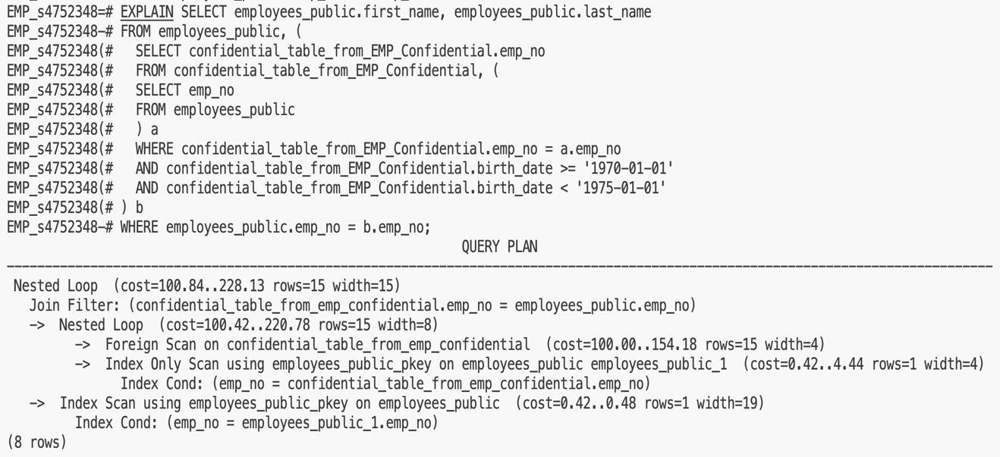 EMP_s4752348=# EXPLAIN SELECT employees_public.first_name, employees_public.last_name
EMP_s4752348-# FROM employees_public, (
EMP_s4752348(#   SELECT confidential_table_from_EMP_Confidential.emp_no
EMP_s4752348(#   FROM confidential_table_from_EMP_Confidential, (
EMP_s4752348(#   SELECT emp_no
EMP_s4752348(#   FROM employees_public
EMP_s4752348(#   ) a
EMP_s4752348(#   WHERE confidential_table_from_EMP_Confidential.emp_no = a.emp_no
EMP_s4752348(#   AND confidential_table_from_EMP_Confidential.birth_date >= '1970-01-01'
EMP_s4752348(#   AND confidential_table_from_EMP_Confidential.birth_date < '1975-01-01'
EMP_s4752348(# ) b
EMP_s4752348-# WHERE employees_public.emp_no = b.emp_no;
QUERY PLAN
Nested Loop  (cost=100.84..228.13 rows=15 width=15)
Join Filter: (confidential_table_from_emp_confidential.emp_no = employees_public.emp_no)
->  Nested Loop  (cost=100.42..220.78 rows=15 width=8)
->  Foreign Scan on confidential_table_from_emp_confidential  (cost=100.00..154.18 rows=15 width=4)
->  Index Only Scan using employees_public_pkey on employees_public employees_public_1  (cost=0.42..4.44 rows=1 width=4)
Index Cond: (emp_no = confidential_table_from_emp_confidential.emp_no)
->  Index Scan using employees_public_pkey on employees_public  (cost=0.42..0.48 rows=1 width=19)
Index Cond: (emp_no = employees_public_1.emp_no)
(8 rows)